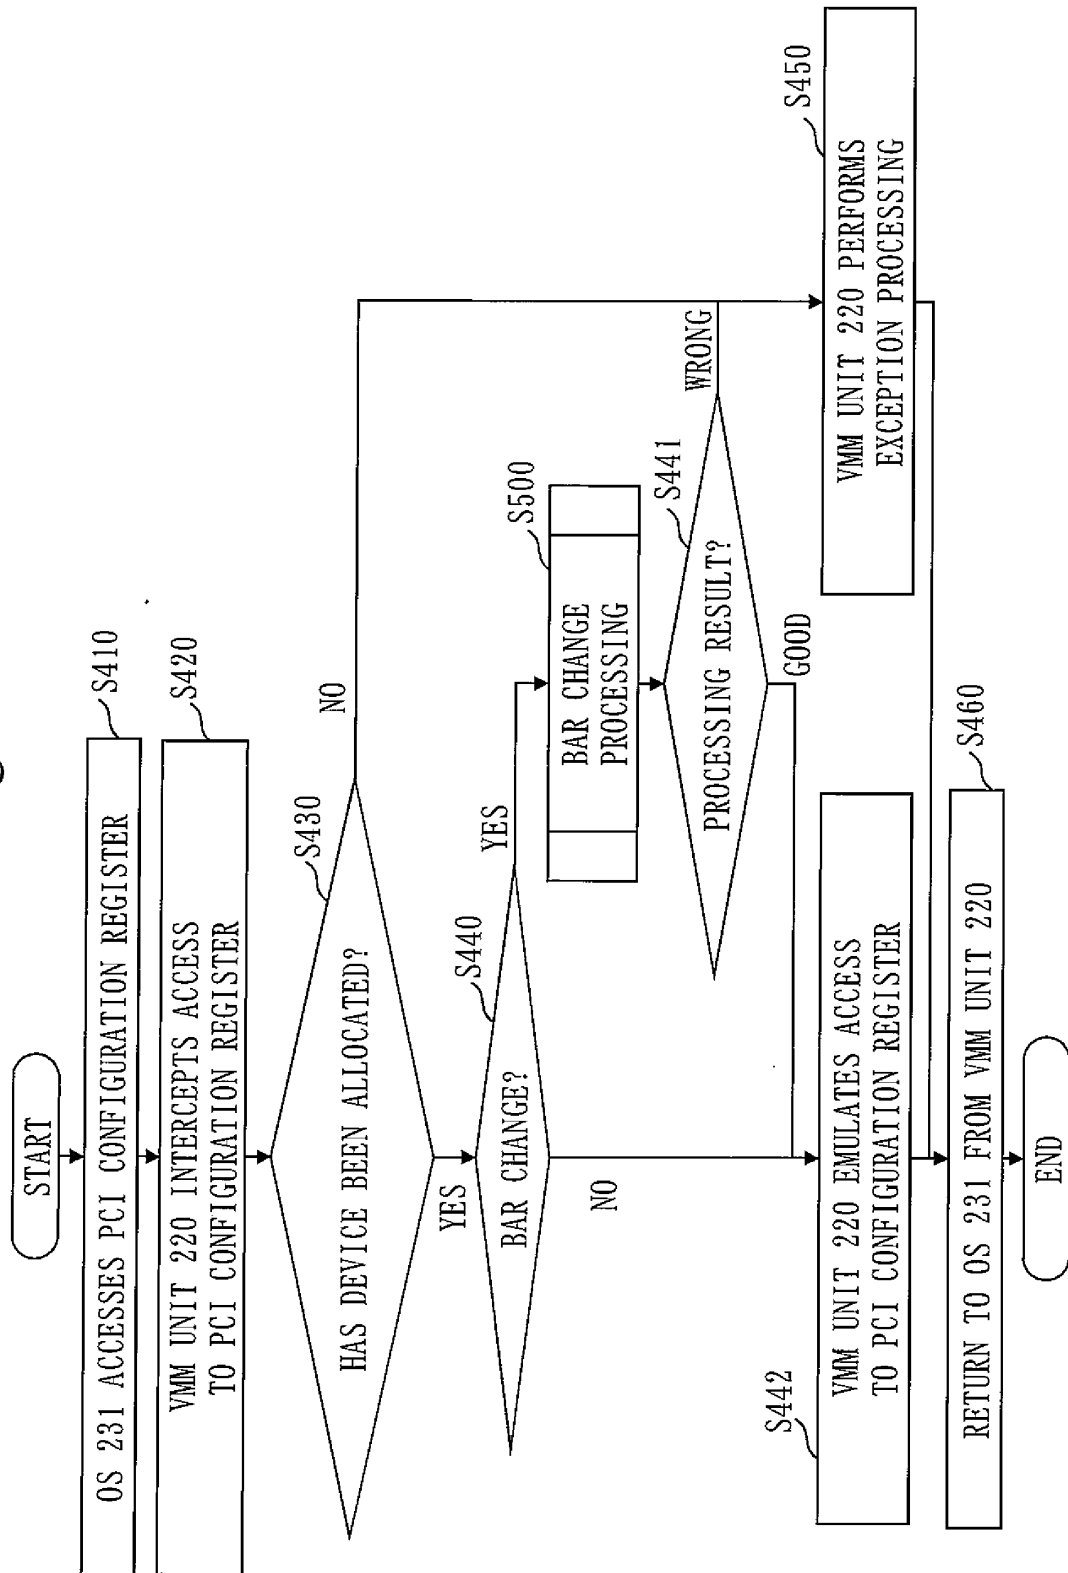 START
S410
OS 231 ACCESSES PCI CONFIGURATION REGISTER
S420
VMM UNIT 220 INTERCEPTS ACCESS
TO PCI CONFIGURATION REGISTER
S430
HAS DEVICE BEEN ALLOCATED?
NO
YES
S440
BAR CHANGE?
YES
NO
S500
BAR CHANGE
PROCESSING
S441
PROCESSING RESULT?
WRONG
GOOD
S442
VMM UNIT 220 EMULATES ACCESS
TO PCI CONFIGURATION REGISTER
S450
VMM UNIT 220 PERFORMS
EXCEPTION PROCESSING
S460
RETURN TO OS 231 FROM VMM UNIT 220
END